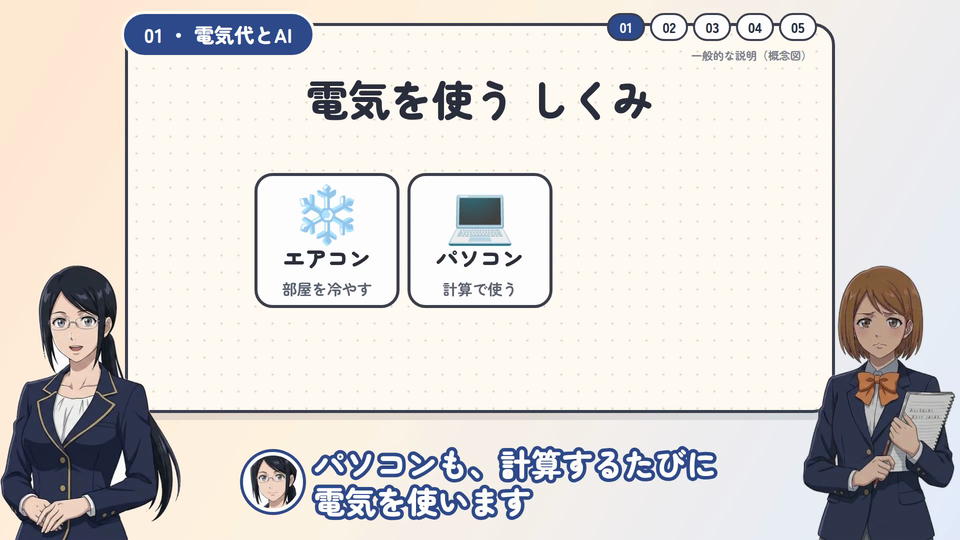 01 ・ 電気代とAI
01 02 03 04 05
一般的な説明（概念図）
電気を使う しくみ
エアコン
部屋を冷やす
パソコン
計算で使う
パソコンも、計算するたびに
電気を使います